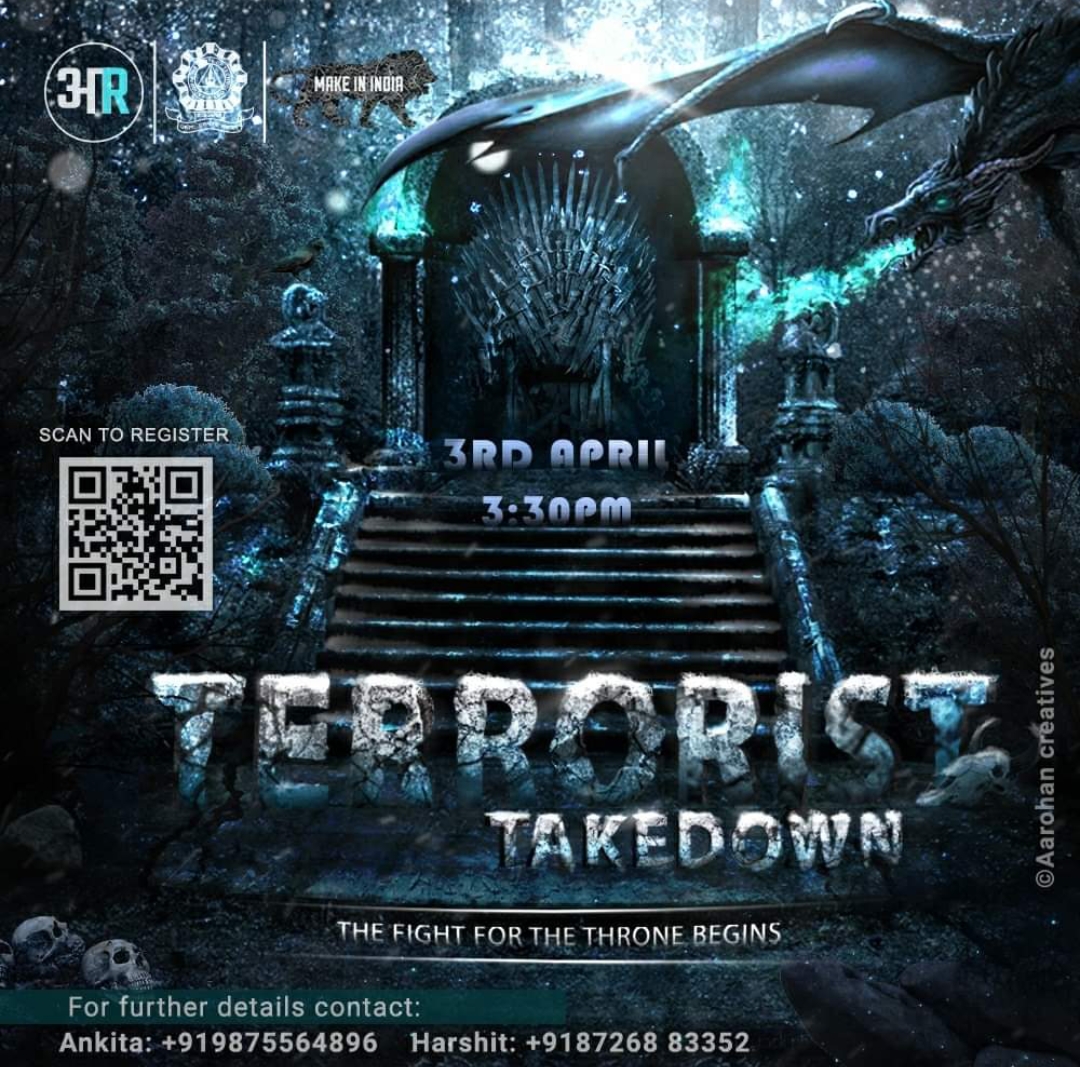 आR
MAKE IN INDIA
SCAN TO REGISTER
3RD APRIL
3:30PM
TERRORIST
TAKEDOWN
THE FIGHT FOR THE THRONE BEGINS
©Aarohan creatives
For further details contact:
Ankita: +919875564896 Harshit: +9187268 83352